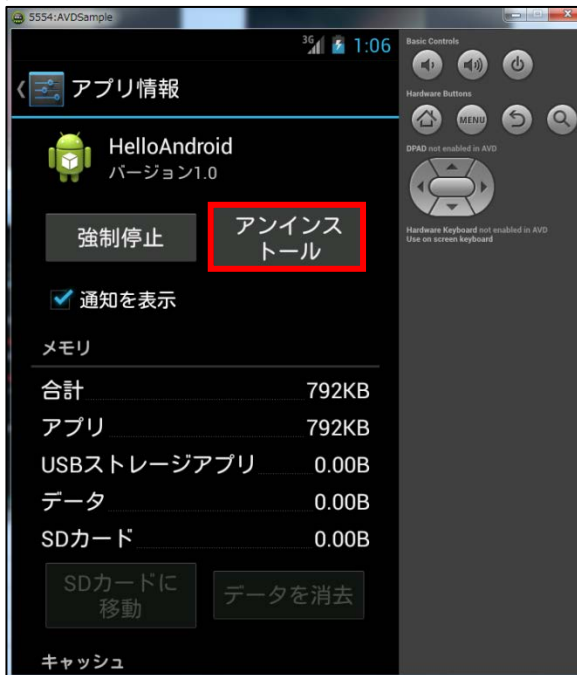 5554:AVDSample
3G 1:06
アプリ情報
HelloAndroid
バージョン1.0
強制停止
アンインス
トール
通知を表示
メモリ
合計 792KB
アプリ 792KB
USBストレージアプリ 0.00B
データ 0.00B
SDカード 0.00B
SDカードに
移動
データを消去
キャッシュ
Basic Controls
Hardware Buttons
MENU
DPAD not enabled in AVD
Hardware Keyboard not enabled in AVD
Use on screen keyboard